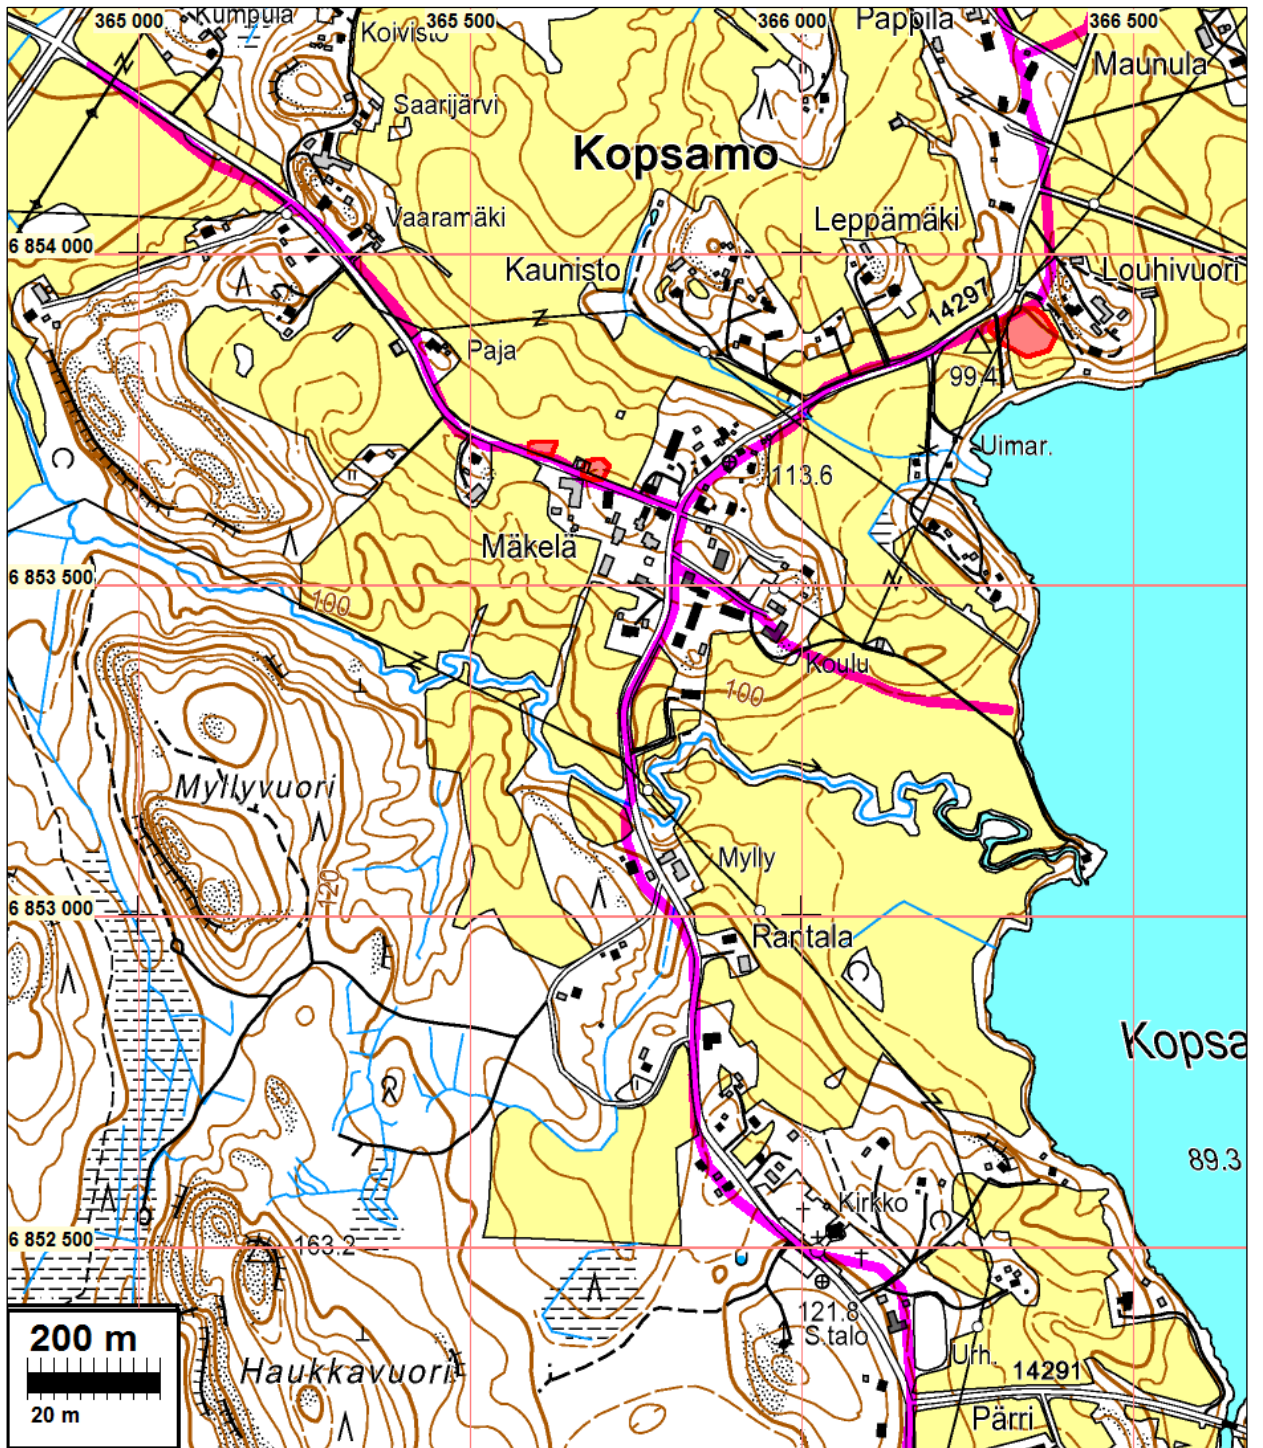 365 000
365 500
366 000
366 500
Kumpula
Koivisto
Pappila
Maunula
Saarijärvi
Kopsamo
Vaaramäki
Leppämäki
6 854 000
Kaunisto
Louhivuori
14297
Paja
99.4
Uimar.
113.6
Mäkelä
6 853 500
100
Koulu
100
Myllyvuori
Mylly
120
6 853 000
Rantala
Kopsa
89.3
Kirkko
6 852 500
163.2
121.8
S.talo
200 m
20 m
Haukkavuori
Urh.
14291
Pärri